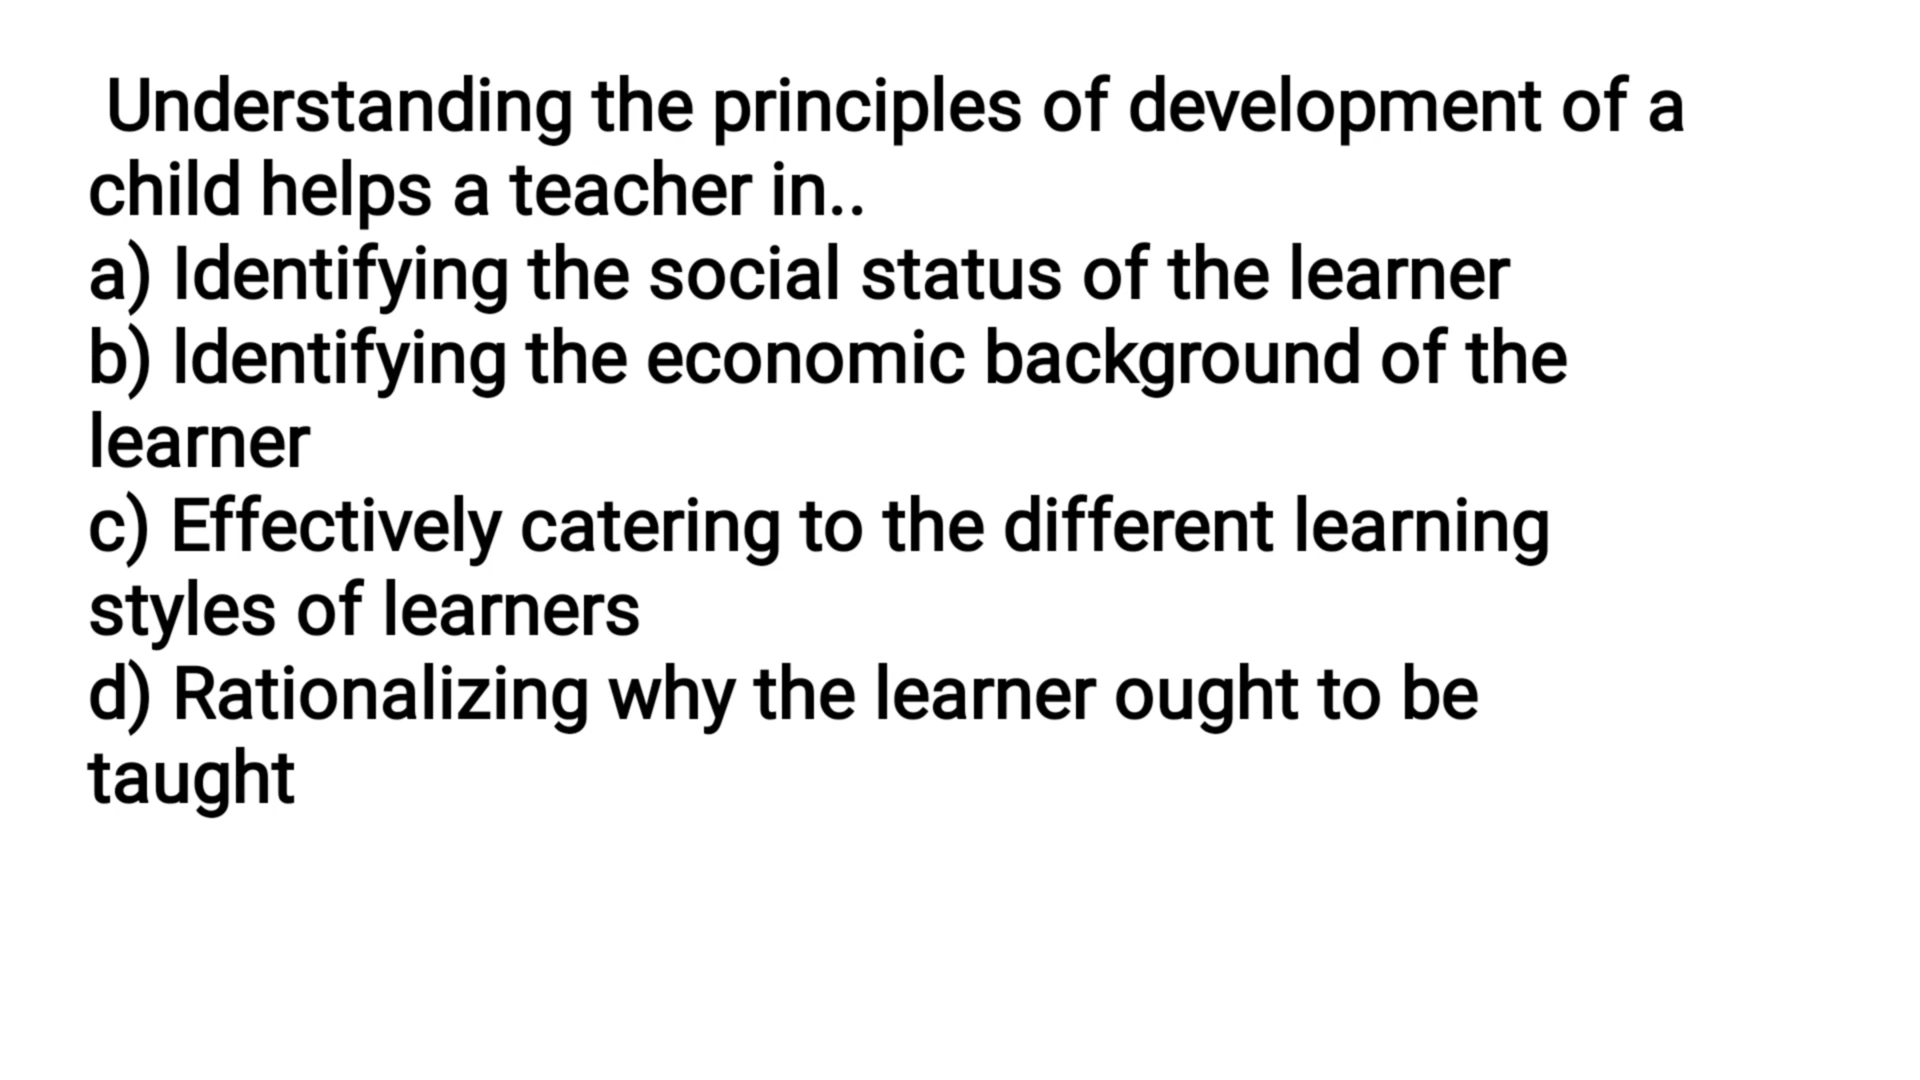 Understanding the principles of development of a
child helps a teacher in..
a) Identifying the social status of the learner
b) Identifying the economic background of the
learner
c) Effectively catering to the different learning
styles of learners
d) Rationalizing why the learner ought to be
taught